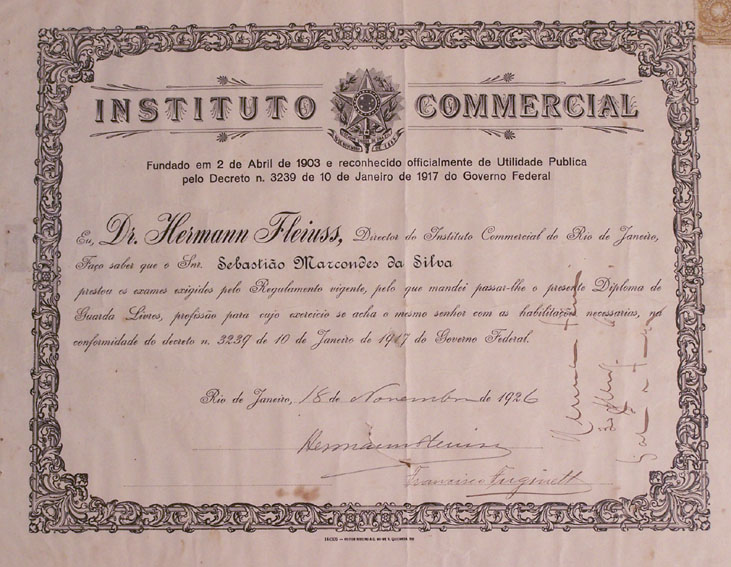 INSTITUTO COMMERCIAL
Fundado em 2 de Abril de 1903 e reconhecido officialmente de Utilidade Publica
pelo Decreto n. 3239 de 10 de Janeiro de 1917 do Governo Federal
Eu, Dr. Hermann Fleiuss, Director do Instituto Commercial do Rio de Janeiro,
Faço saber que o Snr. Sebastião Marcondes da Silva
prestou os exames exigidos pelo Regulamento vigente, pelo que mandei passar-lhe o presente Diploma de
Guarda Livros, profissão para cujo exercicio se acha o mesmo senhor com as habilitações necessarias, na
conformidade do decreto n. 3239 de 10 de Janeiro de 1917 do Governo Federal.
Rio de Janeiro, 18 de Novembro de 1926
Hermann Fleiuss
Francisco